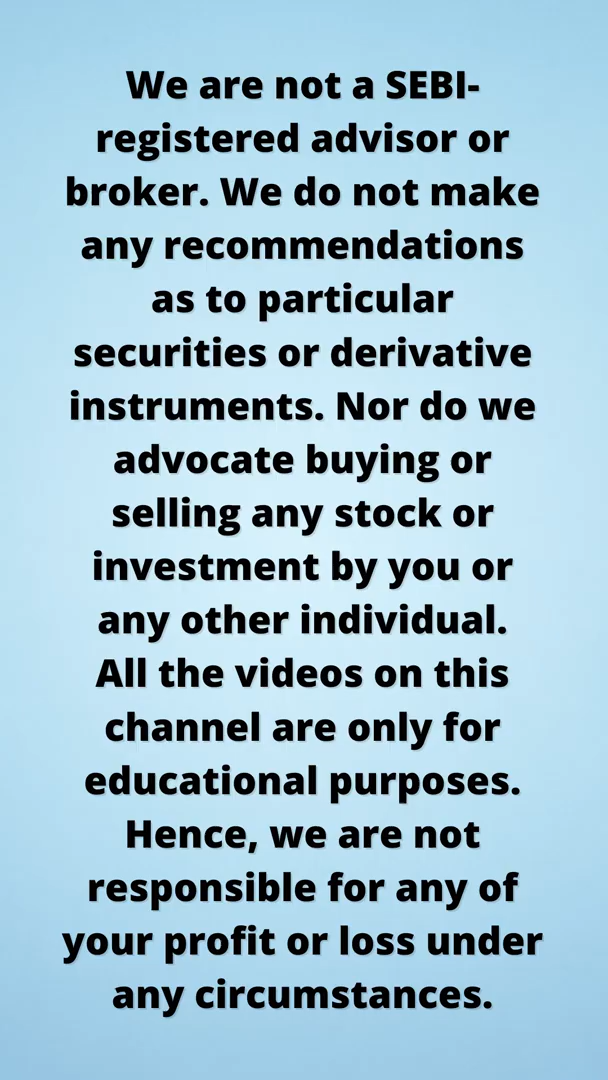 We are not a SEBI-
registered advisor or
broker. We do not make
any recommendations
as to particular
securities or derivative
instruments. Nor do we
advocate buying or
selling any stock or
investment by you or
any other individual.
All the videos on this
channel are only for
educational purposes.
Hence, we are not
responsible for any of
your profit or loss under
any circumstances.